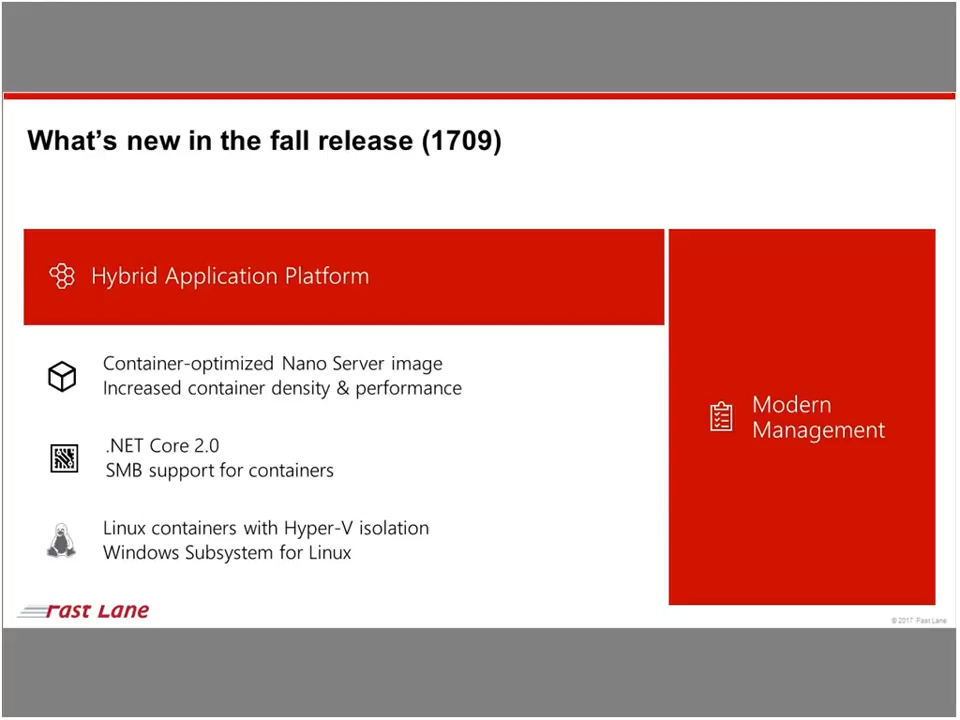 What's new in the fall release (1709)
Hybrid Application Platform
Container-optimized Nano Server image
Increased container density & performance
.NET Core 2.0
SMB support for containers
Linux containers with Hyper-V isolation
Windows Subsystem for Linux
Modern
Management
Fast Lane
© 2017 Fast Lane